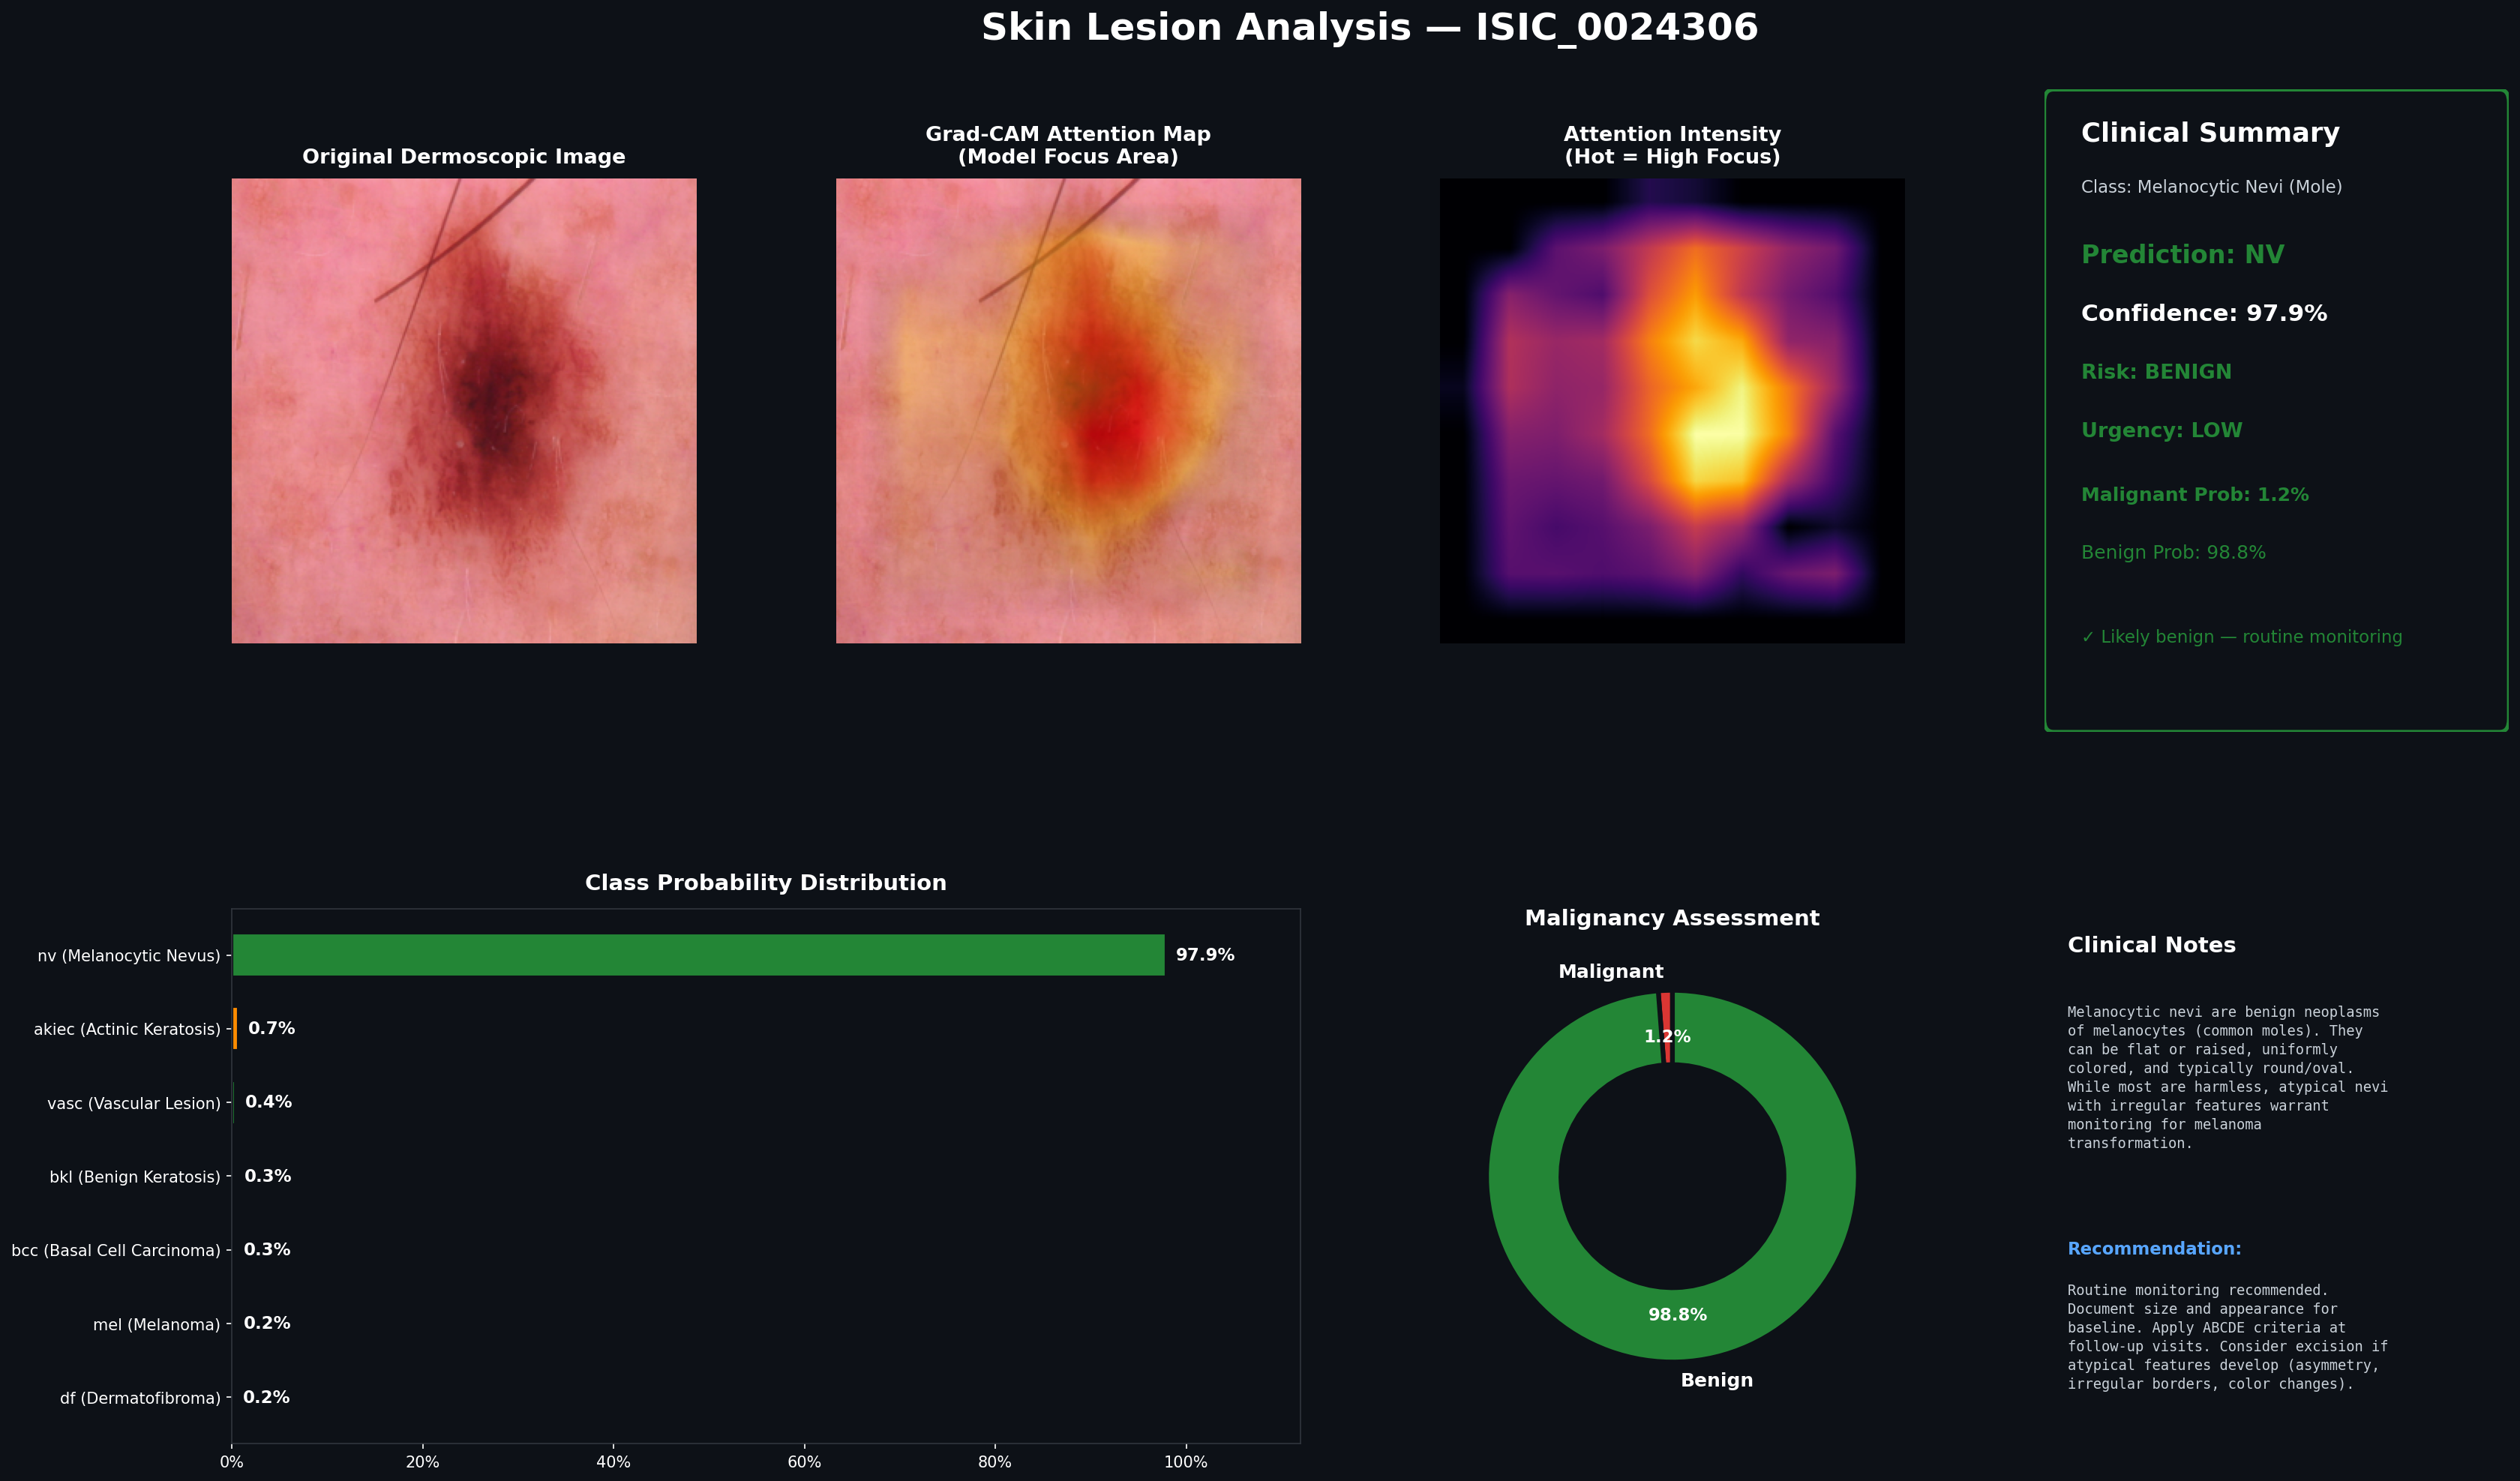 Skin Lesion Analysis — ISIC_0024306
Original Dermoscopic Image
Grad-CAM Attention Map
(Model Focus Area)
Attention Intensity
(Hot = High Focus)
Clinical Summary
Class: Melanocytic Nevi (Mole)
Prediction: NV
Confidence: 97.9%
Risk: BENIGN
Urgency: LOW
Malignant Prob: 1.2%
Benign Prob: 98.8%
✓ Likely benign — routine monitoring
Class Probability Distribution
nv (Melanocytic Nevus)
97.9%
akiec (Actinic Keratosis)
0.7%
vasc (Vascular Lesion)
0.4%
bkl (Benign Keratosis)
0.3%
bcc (Basal Cell Carcinoma)
0.3%
mel (Melanoma)
0.2%
df (Dermatofibroma)
0.2%
0%
20%
40%
60%
80%
100%
Malignancy Assessment
Malignant
1.2%
98.8%
Benign
Clinical Notes
Melanocytic nevi are benign neoplasms
of melanocytes (common moles). They
can be flat or raised, uniformly
colored, and typically round/oval.
While most are harmless, atypical nevi
with irregular features warrant
monitoring for melanoma
transformation.
Recommendation:
Routine monitoring recommended.
Document size and appearance for
baseline. Apply ABCDE criteria at
follow-up visits. Consider excision if
atypical features develop (asymmetry,
irregular borders, color changes).